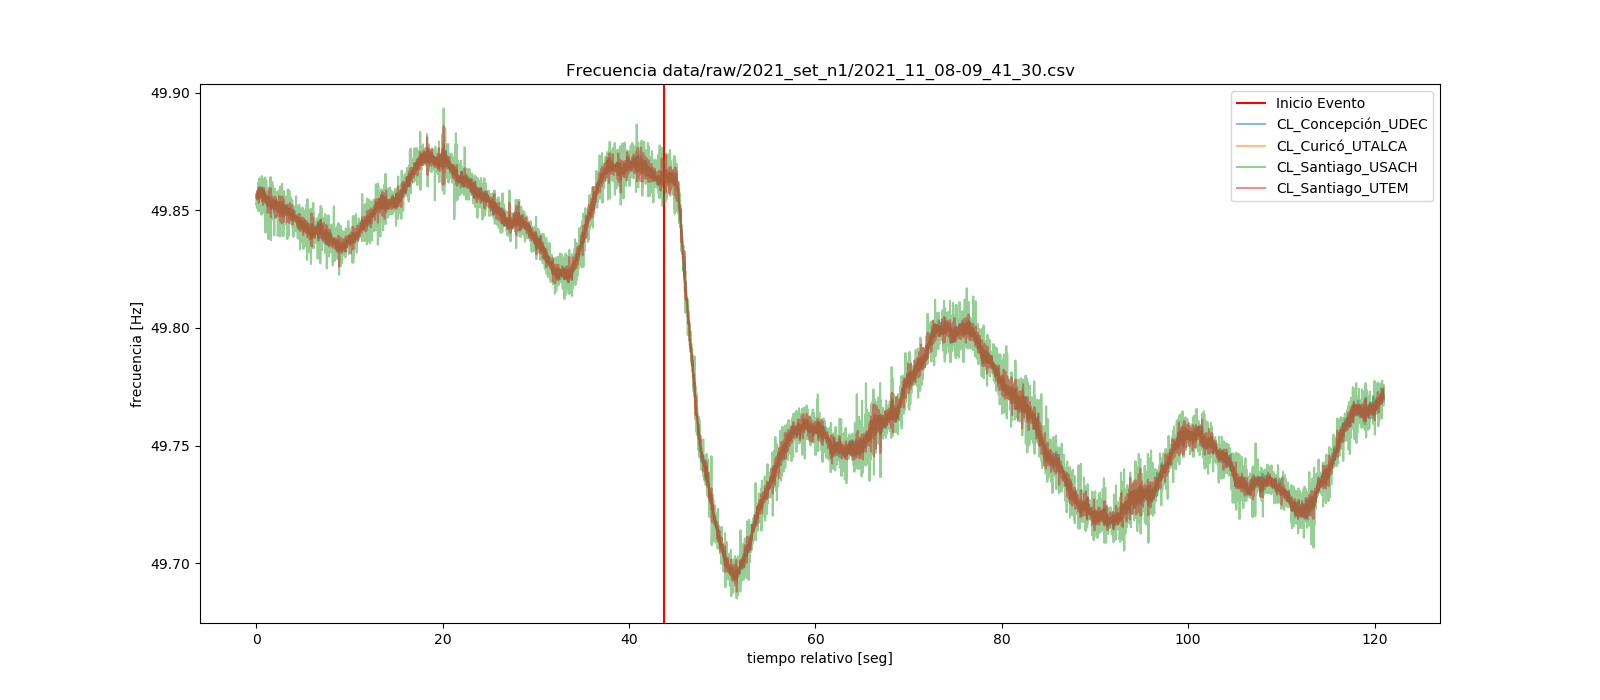 Frecuencia data/raw/2021_set_n1/2021_11_08-09_41_30.csv
49.90
49.85
49.80
49.75
49.70
frecuencia [Hz]
Inicio Evento
CL_Concepción_UDEC
CL_Curicó_UTALCA
CL_Santiago_USACH
CL_Santiago_UTEM
0
20
40
60
80
100
120
tiempo relativo [seg]